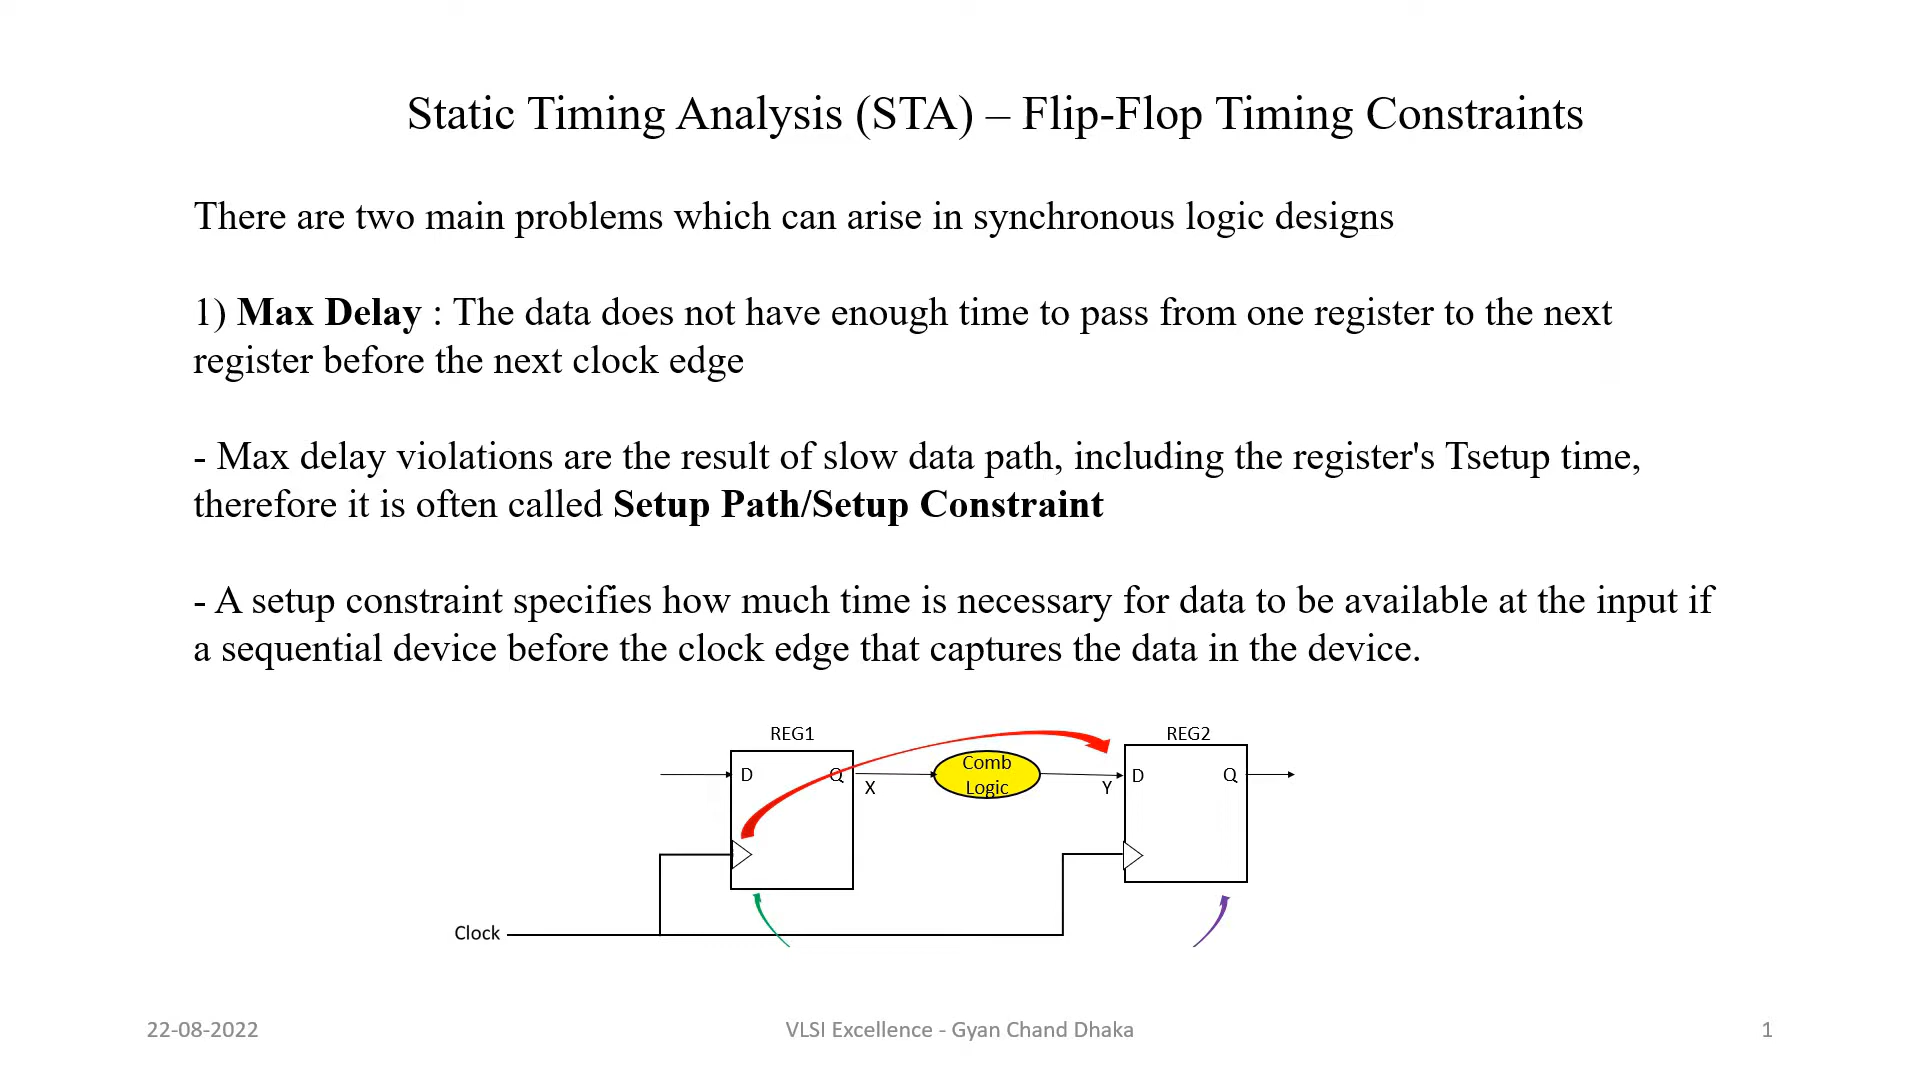 Static Timing Analysis (STA) – Flip-Flop Timing Constraints
There are two main problems which can arise in synchronous logic designs
1) Max Delay : The data does not have enough time to pass from one register to the next
register before the next clock edge
- Max delay violations are the result of slow data path, including the register's Tsetup time,
therefore it is often called Setup Path/Setup Constraint
- A setup constraint specifies how much time is necessary for data to be available at the input if
a sequential device before the clock edge that captures the data in the device.
REG1
REG2
D
Q
X
Comb
Logic
Y
D
Q
Clock
22-08-2022
VLSI Excellence - Gyan Chand Dhaka
1